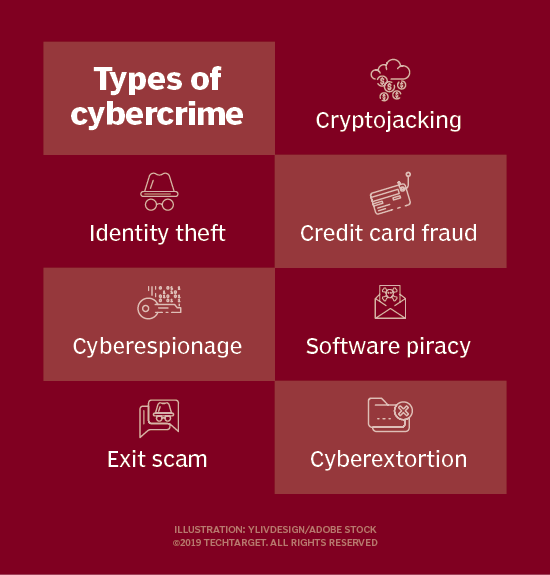 Types of
cybercrime
Cryptojacking
Identity theft
Credit card fraud
Cyberespionage
Software piracy
Exit scam
Cyberextortion
ILLUSTRATION: YLIVDESIGN/ADOBE STOCK
©2019 TECHTARGET. ALL RIGHTS RESERVED